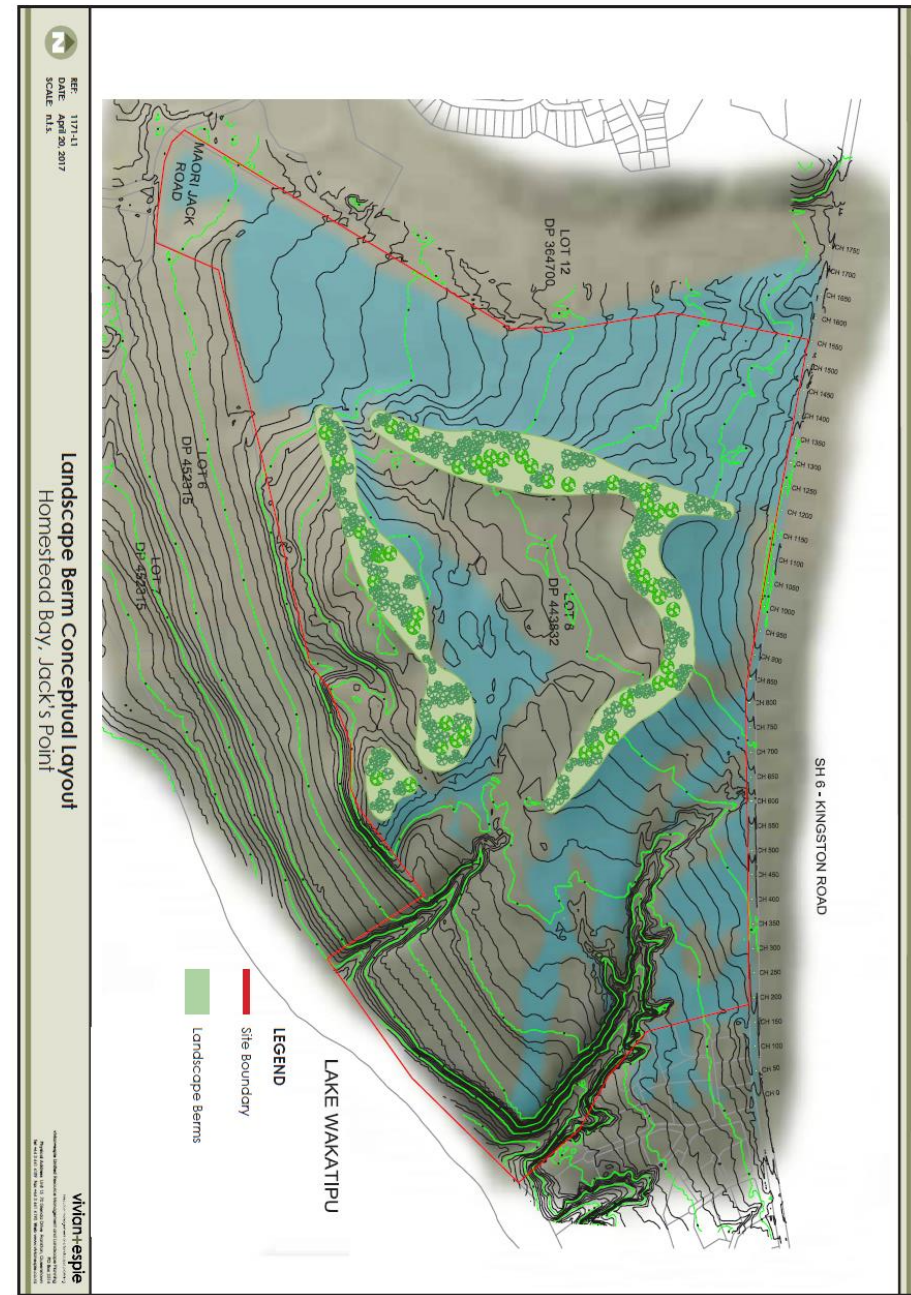 Landscape Berm Conceptual Layout
Homestead Bay, Jack's Point
REF: 1171-L1
DATE: April 20, 2017
SCALE: n.t.s.
N
vivian+espie
MAORI JACK
ROAD
LOT 12
DP 364700
LOT 6
DP 452315
LOT 7
DP 452315
LOT 8
DP 443832
SH 6 - KINGSTON ROAD
CH 1750
CH 1700
CH 1650
CH 1600
CH 1550
CH 1500
CH 1450
CH 1400
CH 1350
CH 1300
CH 1250
CH 1200
CH 1150
CH 1100
CH 1050
CH 1000
CH 950
CH 900
CH 850
CH 800
CH 750
CH 700
CH 650
CH 600
CH 550
CH 500
CH 450
CH 400
CH 350
CH 300
CH 250
CH 200
CH 150
CH 100
CH 50
CH 0
LAKE WAKATIPU
LEGEND
Site Boundary
Landscape Berms